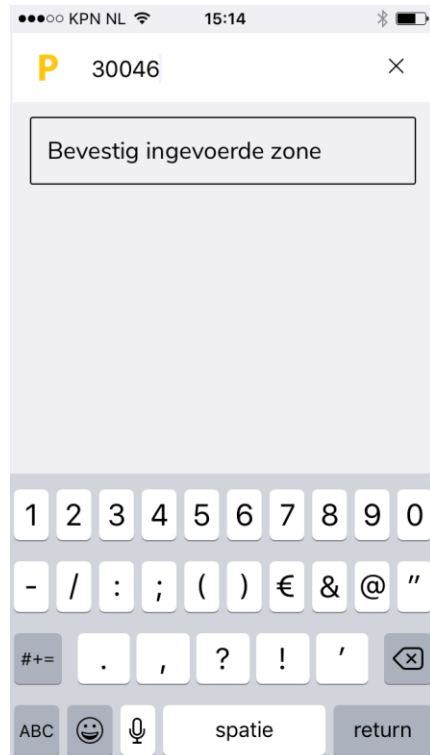 ●●●○○ KPN NL 15:14
P 30046 ×
Bevestig ingevoerde zone
1 2 3 4 5 6 7 8 9 0
- / : ; ( ) € & @ "
#+= . , ? ! '
ABC spatie return